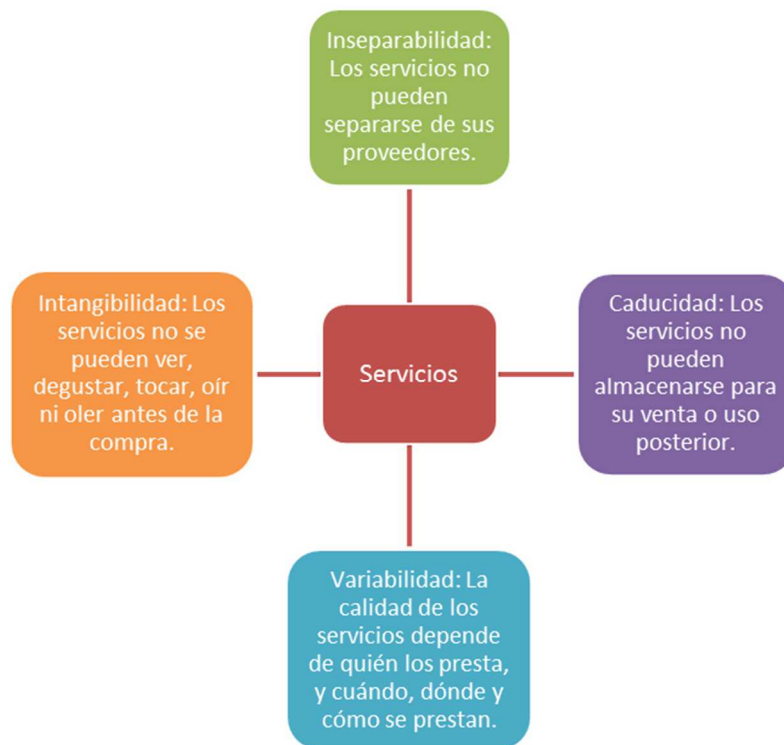 Inseparabilidad:
Los servicios no
pueden
separarse de sus
proveedores.
Intangibilidad: Los
servicios no se
pueden ver,
degustar, tocar, oír
ni oler antes de la
compra.
Servicios
Caducidad: Los
servicios no
pueden
almacenarse para
su venta o uso
posterior.
Variabilidad: La
calidad de los
servicios depende
de quién los presta,
y cuándo, dónde y
cómo se prestan.